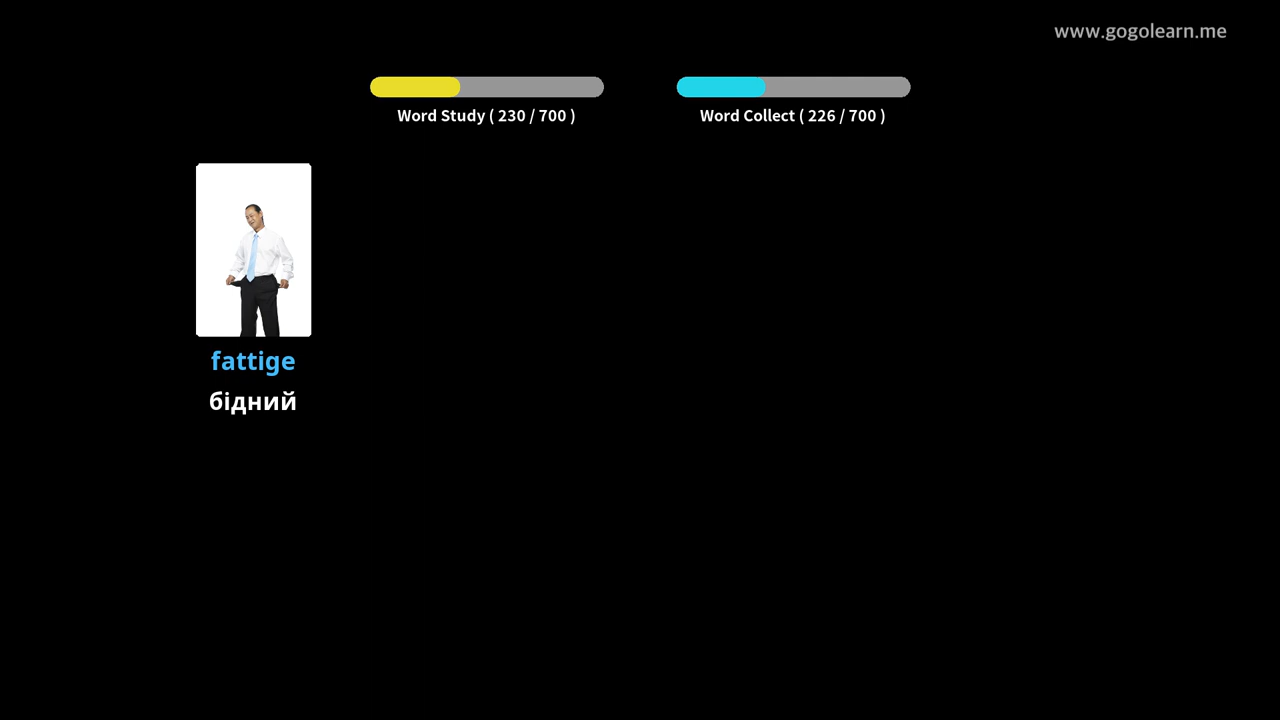 www.gogolearn.me
Word Study ( 230 / 700 )
Word Collect ( 226 / 700 )
fattige
бідний